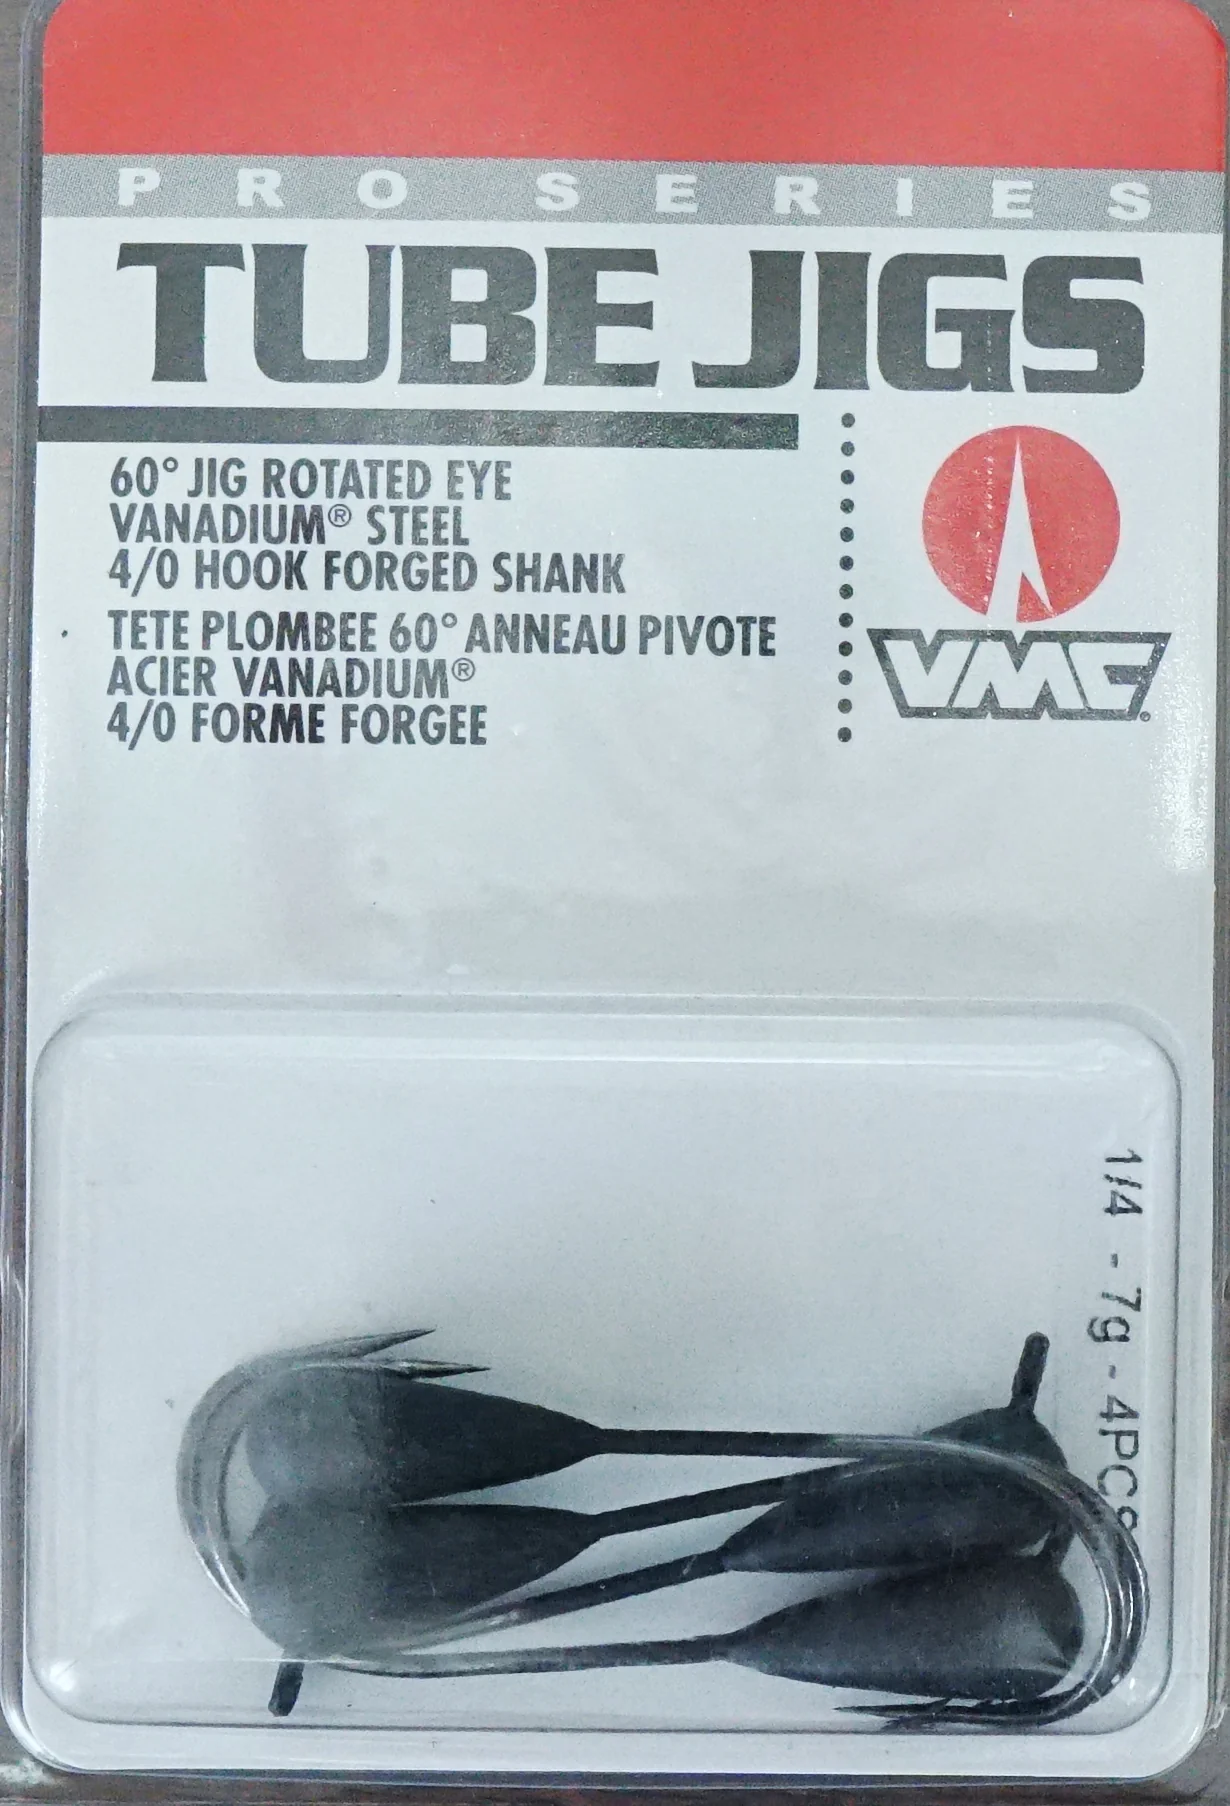 PRO SERIES
TUBE JIGS
60° JIG ROTATED EYE
VANADIUM® STEEL
4/0 HOOK FORGED SHANK
TETE PLOMBEE 60° ANNEAU PIVOTE
ACIER VANADIUM®
4/0 FORME FORGEE
VMC®
1/4 - 7g - 4PCS